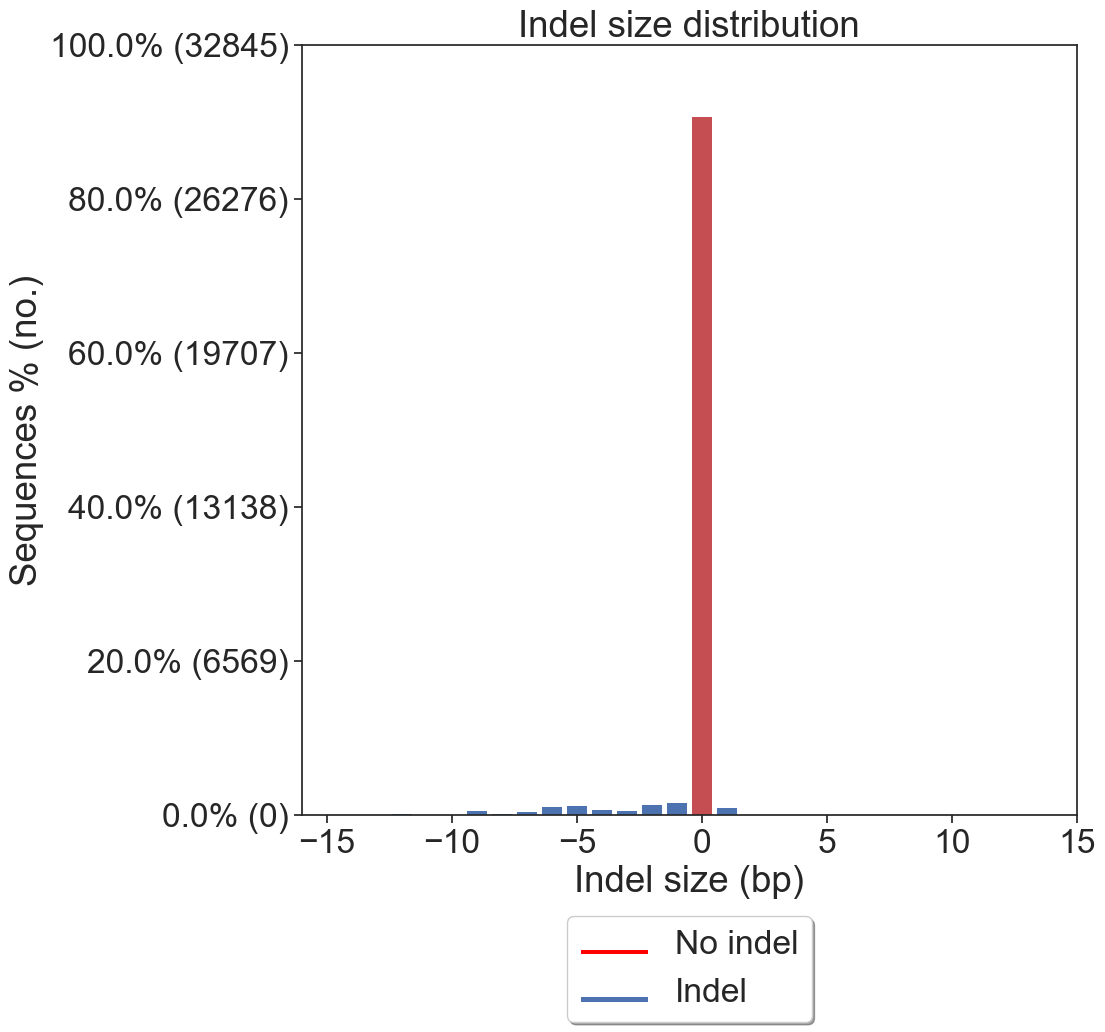 Indel size distribution
100.0% (32845)
80.0% (26276)
60.0% (19707)
40.0% (13138)
20.0% (6569)
0.0% (0)
Sequences % (no.)
−15 −10 −5 0 5 10 15
Indel size (bp)
No indel
Indel